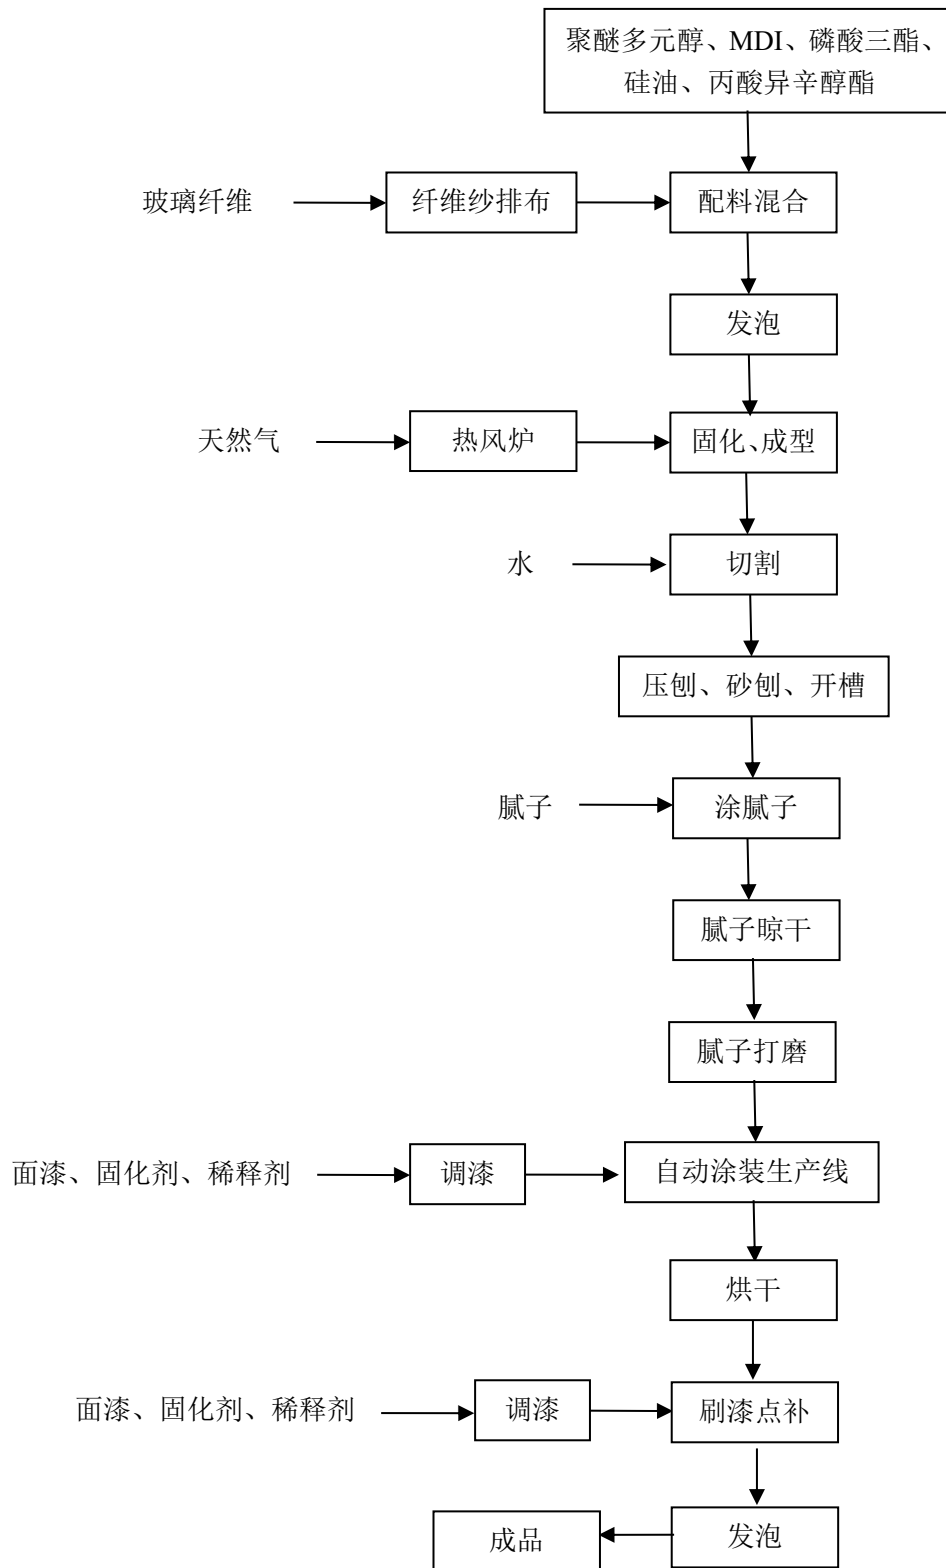 聚醚多元醇、MDI、磷酸三酯、
硅油、丙酸异辛醇酯
玻璃纤维
纤维纱排布
配料混合
发泡
天然气
热风炉
固化、成型
水
切割
压刨、砂刨、开槽
腻子
涂腻子
腻子晾干
腻子打磨
面漆、固化剂、稀释剂
调漆
自动涂装生产线
烘干
面漆、固化剂、稀释剂
调漆
刷漆点补
成品
发泡